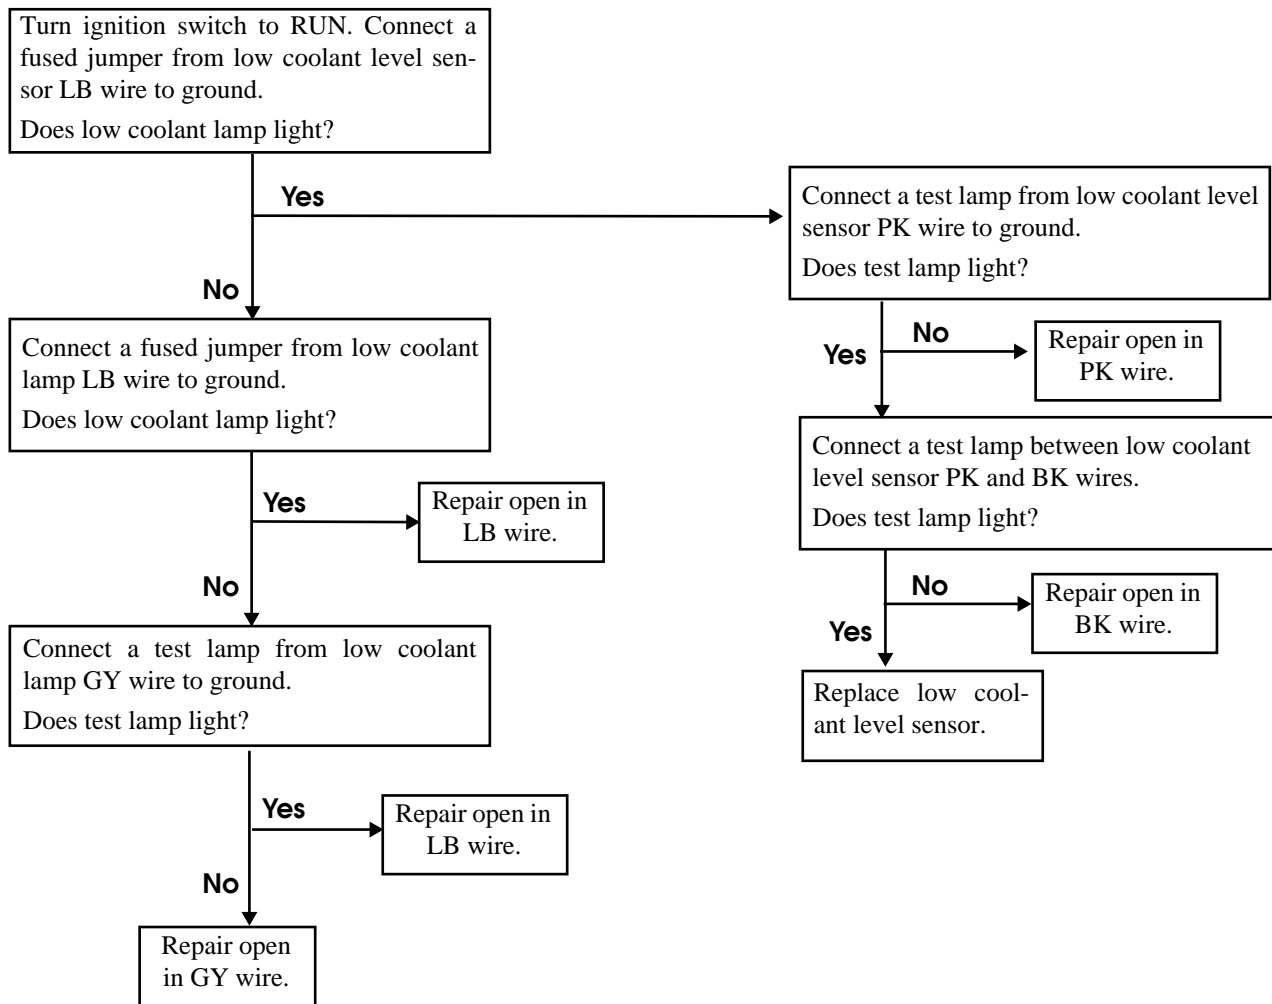 Turn ignition switch to RUN. Connect a
fused jumper from low coolant level sen-
sor LB wire to ground.
Does low coolant lamp light?
Yes
No
Connect a test lamp from low coolant level
sensor PK wire to ground.
Does test lamp light?
No
Yes
Repair open in
PK wire.
Connect a fused jumper from low coolant
lamp LB wire to ground.
Does low coolant lamp light?
Yes
No
Repair open in
LB wire.
Connect a test lamp between low coolant
level sensor PK and BK wires.
Does test lamp light?
No
Yes
Repair open in
BK wire.
Replace low cool-
ant level sensor.
Connect a test lamp from low coolant
lamp GY wire to ground.
Does test lamp light?
Yes
No
Repair open in
LB wire.
Repair open
in GY wire.